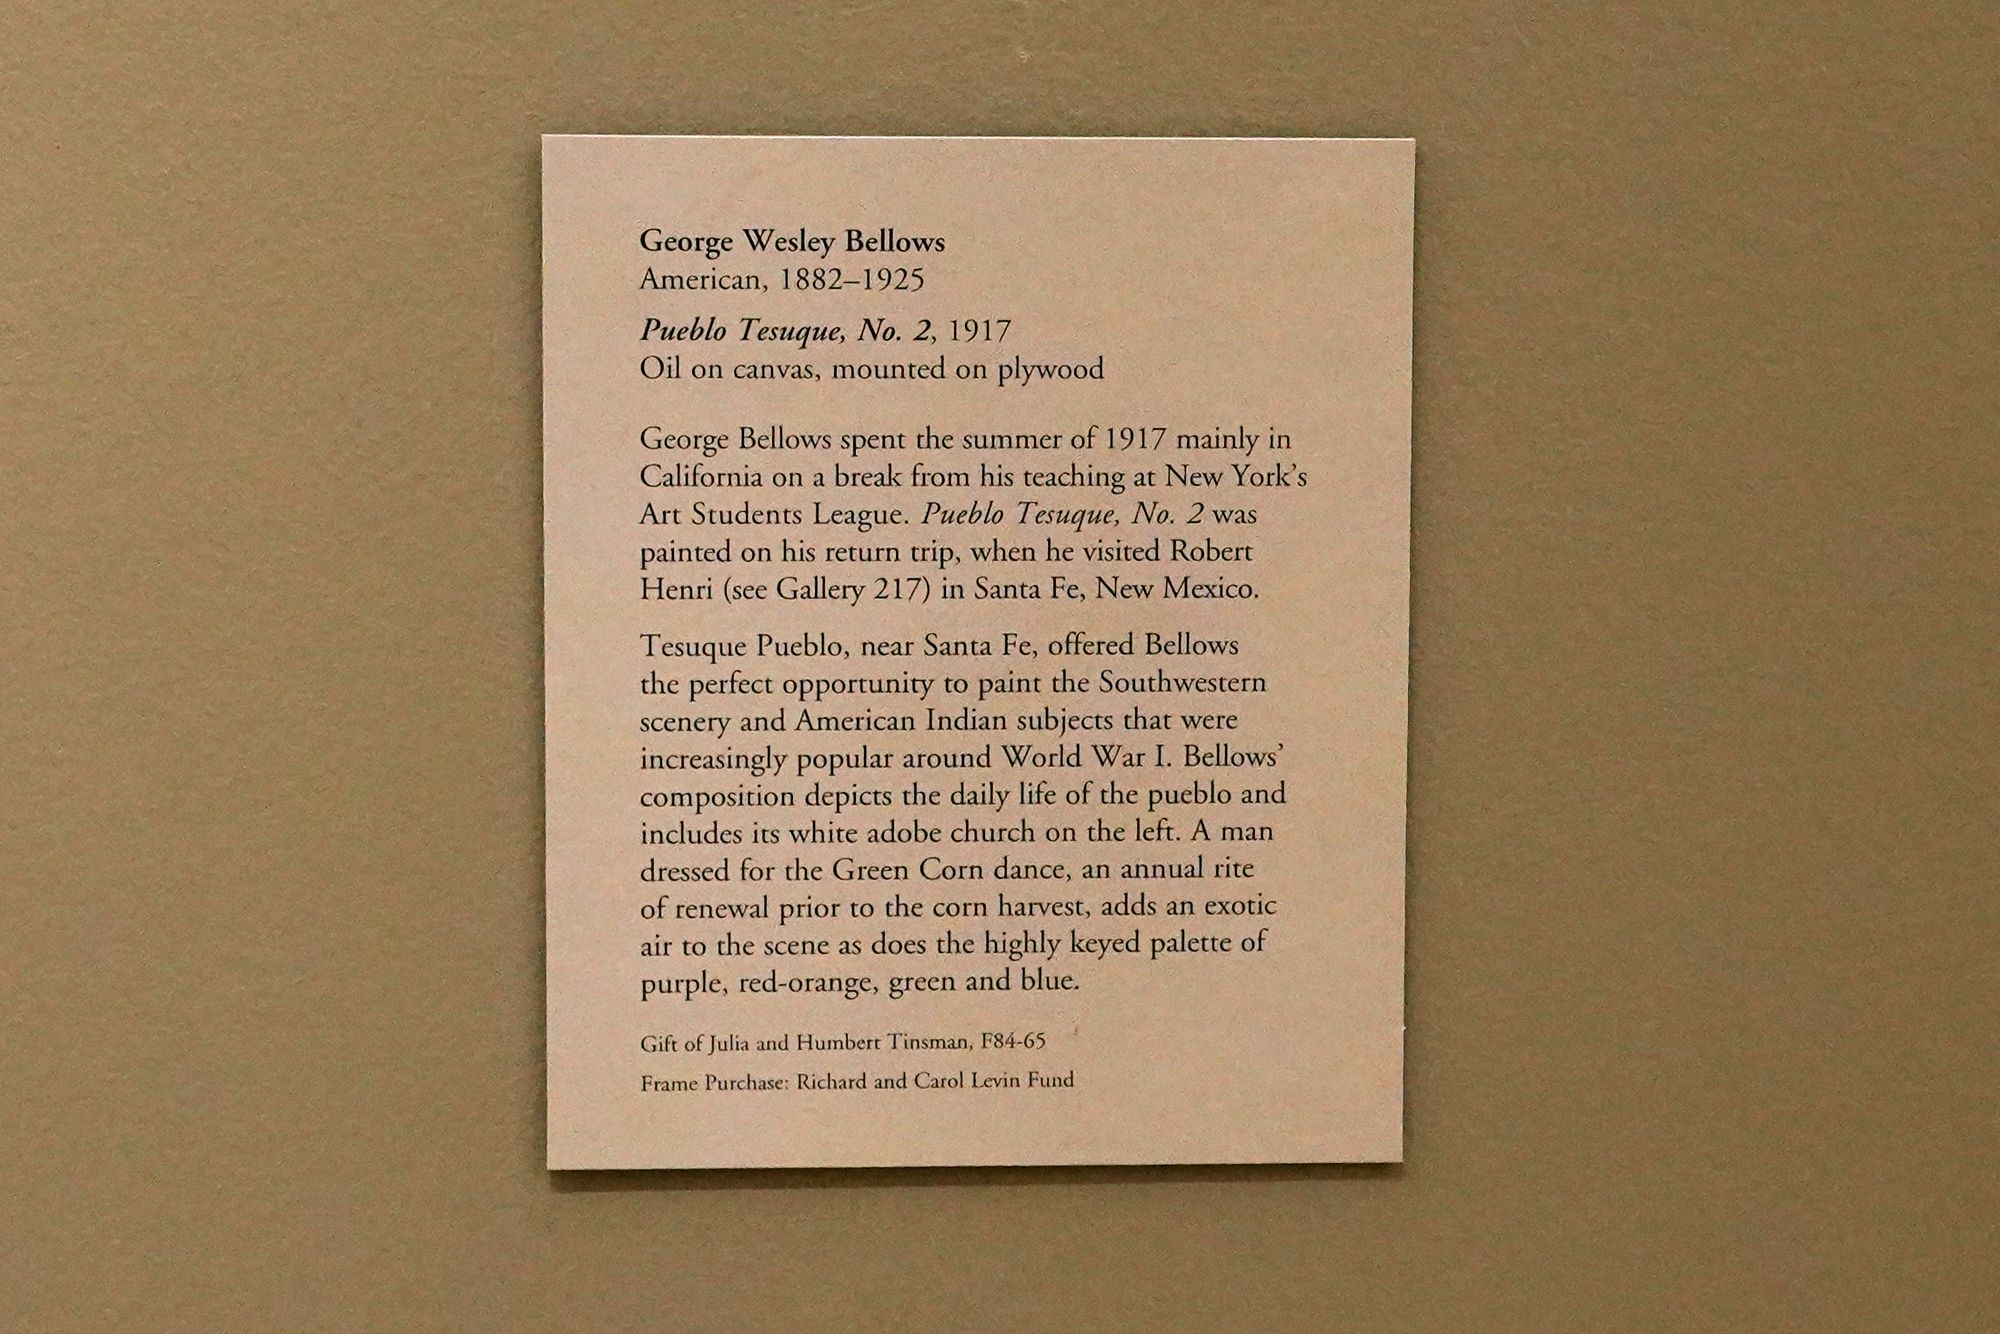 George Wesley Bellows
American, 1882–1925
Pueblo Tesuque, No. 2, 1917
Oil on canvas, mounted on plywood
George Bellows spent the summer of 1917 mainly in
California on a break from his teaching at New York’s
Art Students League. Pueblo Tesuque, No. 2 was
painted on his return trip, when he visited Robert
Henri (see Gallery 217) in Santa Fe, New Mexico.
Tesuque Pueblo, near Santa Fe, offered Bellows
the perfect opportunity to paint the Southwestern
scenery and American Indian subjects that were
increasingly popular around World War I. Bellows’
composition depicts the daily life of the pueblo and
includes its white adobe church on the left. A man
dressed for the Green Corn dance, an annual rite
of renewal prior to the corn harvest, adds an exotic
air to the scene as does the highly keyed palette of
purple, red-orange, green and blue.
Gift of Julia and Humbert Tinsman, F84-65
Frame Purchase: Richard and Carol Levin Fund